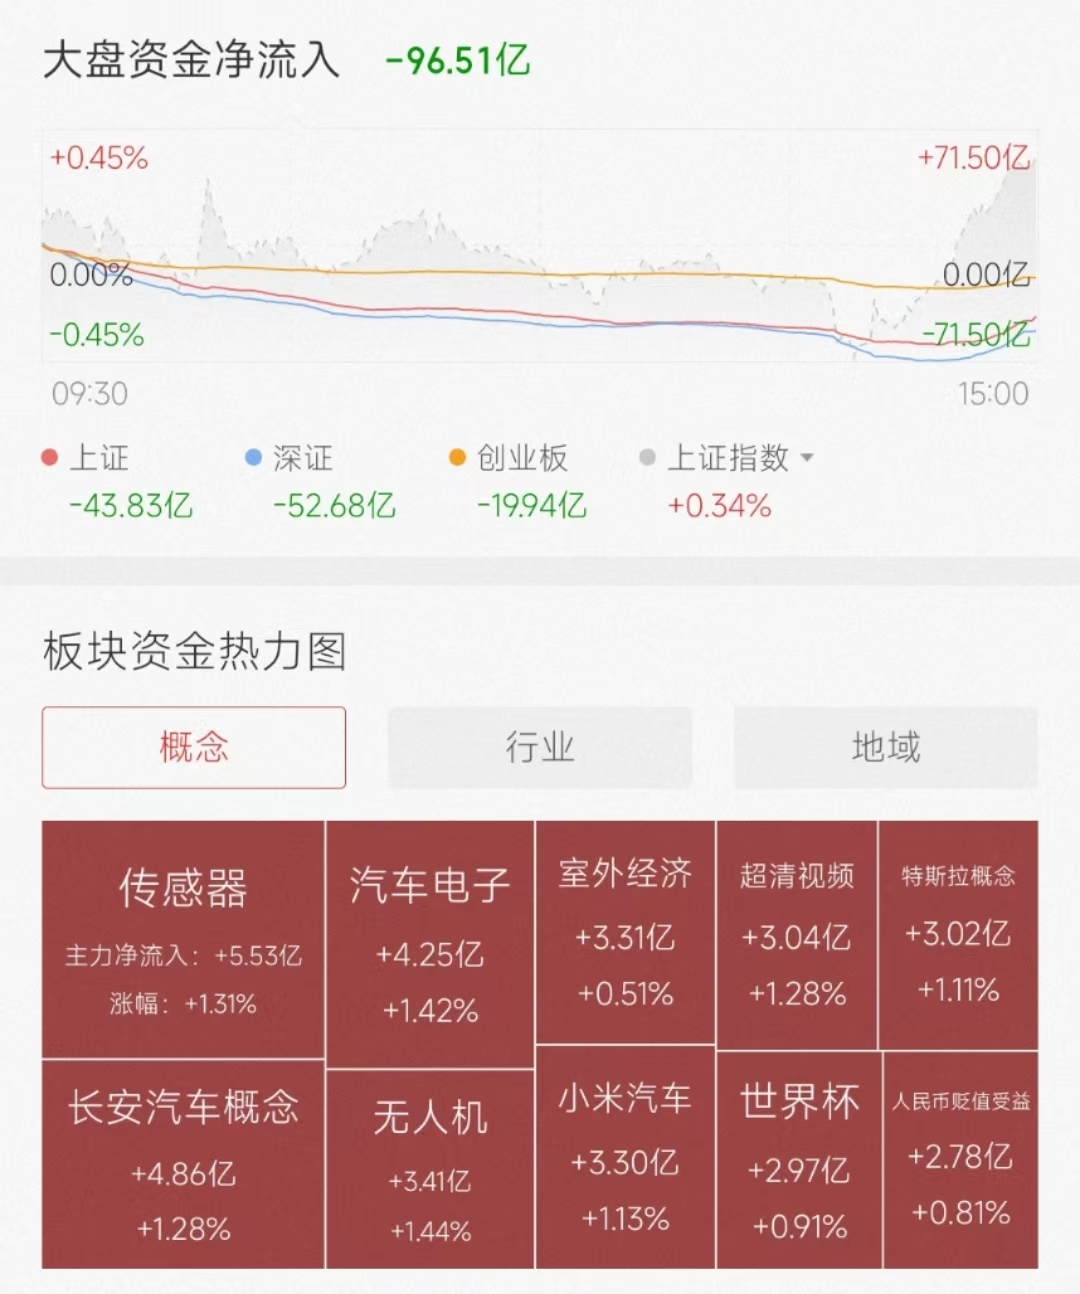 大盘资金净流入 -96.51亿
+0.45% +71.50亿
0.00% 0.00亿
-0.45% -71.50亿
09:30 15:00
上证 深证 创业板 上证指数
-43.83亿 -52.68亿 -19.94亿 +0.34%
板块资金热力图
概念 行业 地域
传感器
主力净流入：+5.53亿
涨幅：+1.31%
汽车电子
+4.25亿
+1.42%
室外经济
+3.31亿
+0.51%
超清视频
+3.04亿
+1.28%
特斯拉概念
+3.02亿
+1.11%
长安汽车概念
+4.86亿
+1.28%
无人机
+3.41亿
+1.44%
小米汽车
+3.30亿
+1.13%
世界杯
+2.97亿
+0.91%
人民币贬值受益
+2.78亿
+0.81%